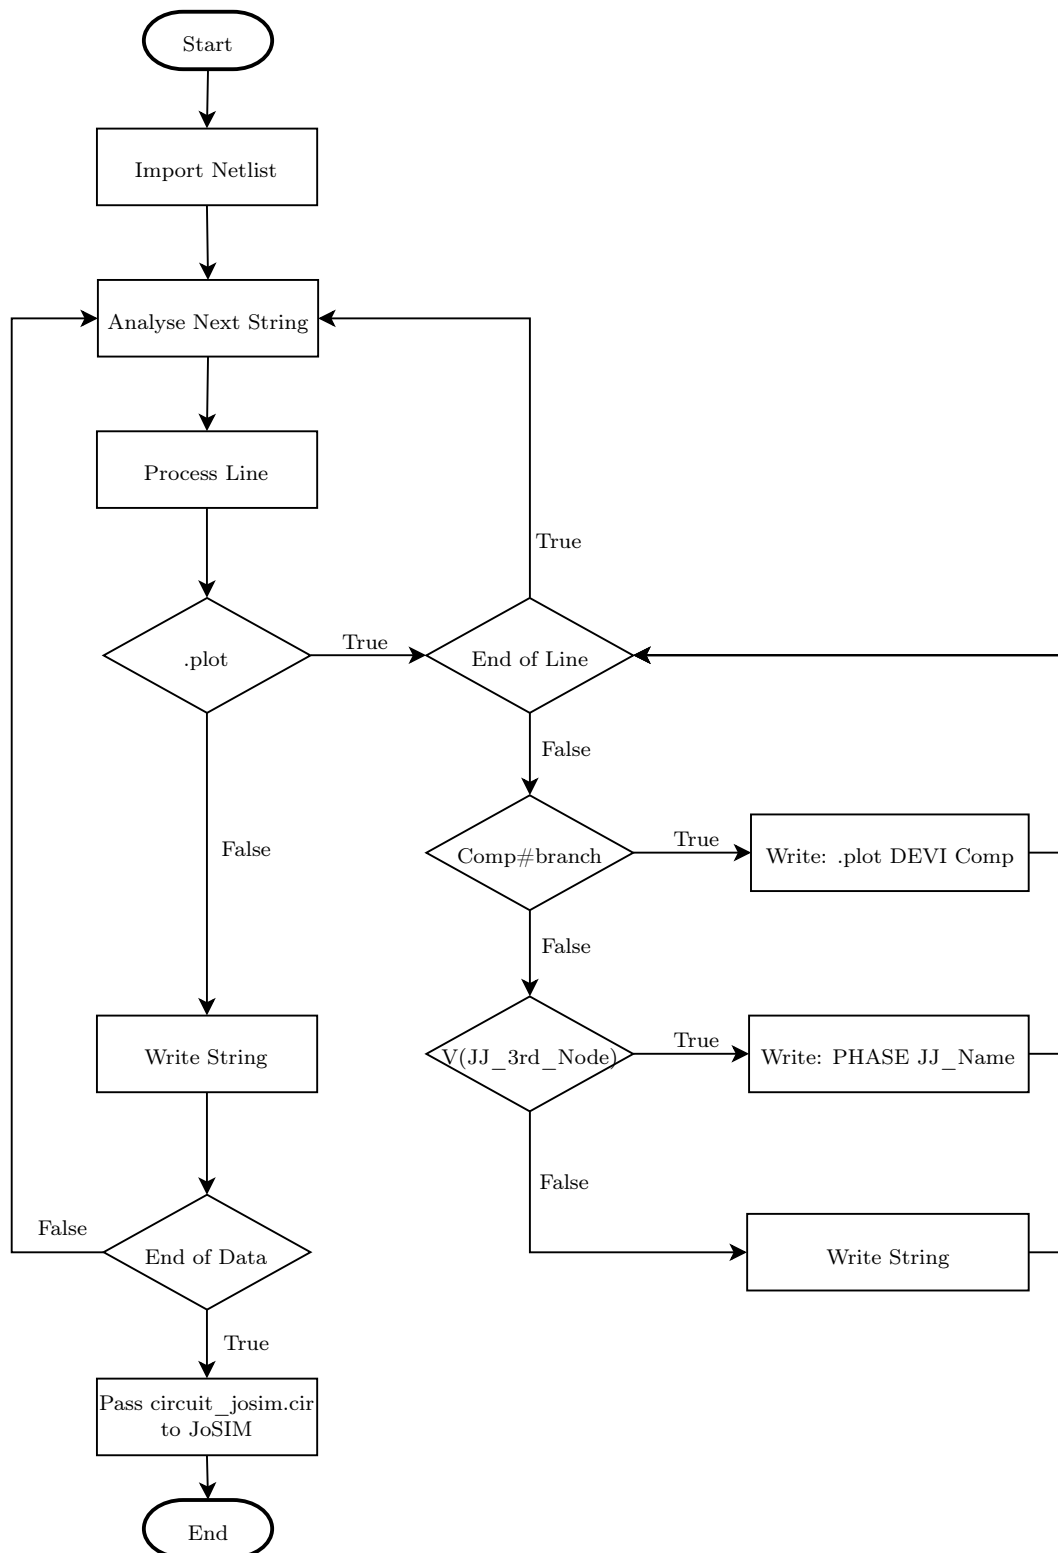 Start
Import Netlist
Analyse Next String
Process Line
True
.plot
True
End of Line
False
False
Comp#branch
True
Write: .plot DEVI Comp
False
Write String
V(JJ_3rd_Node)
True
Write: PHASE JJ_Name
False
False
End of Data
Write String
True
Pass circuit_josim.cir
to JoSIM
End